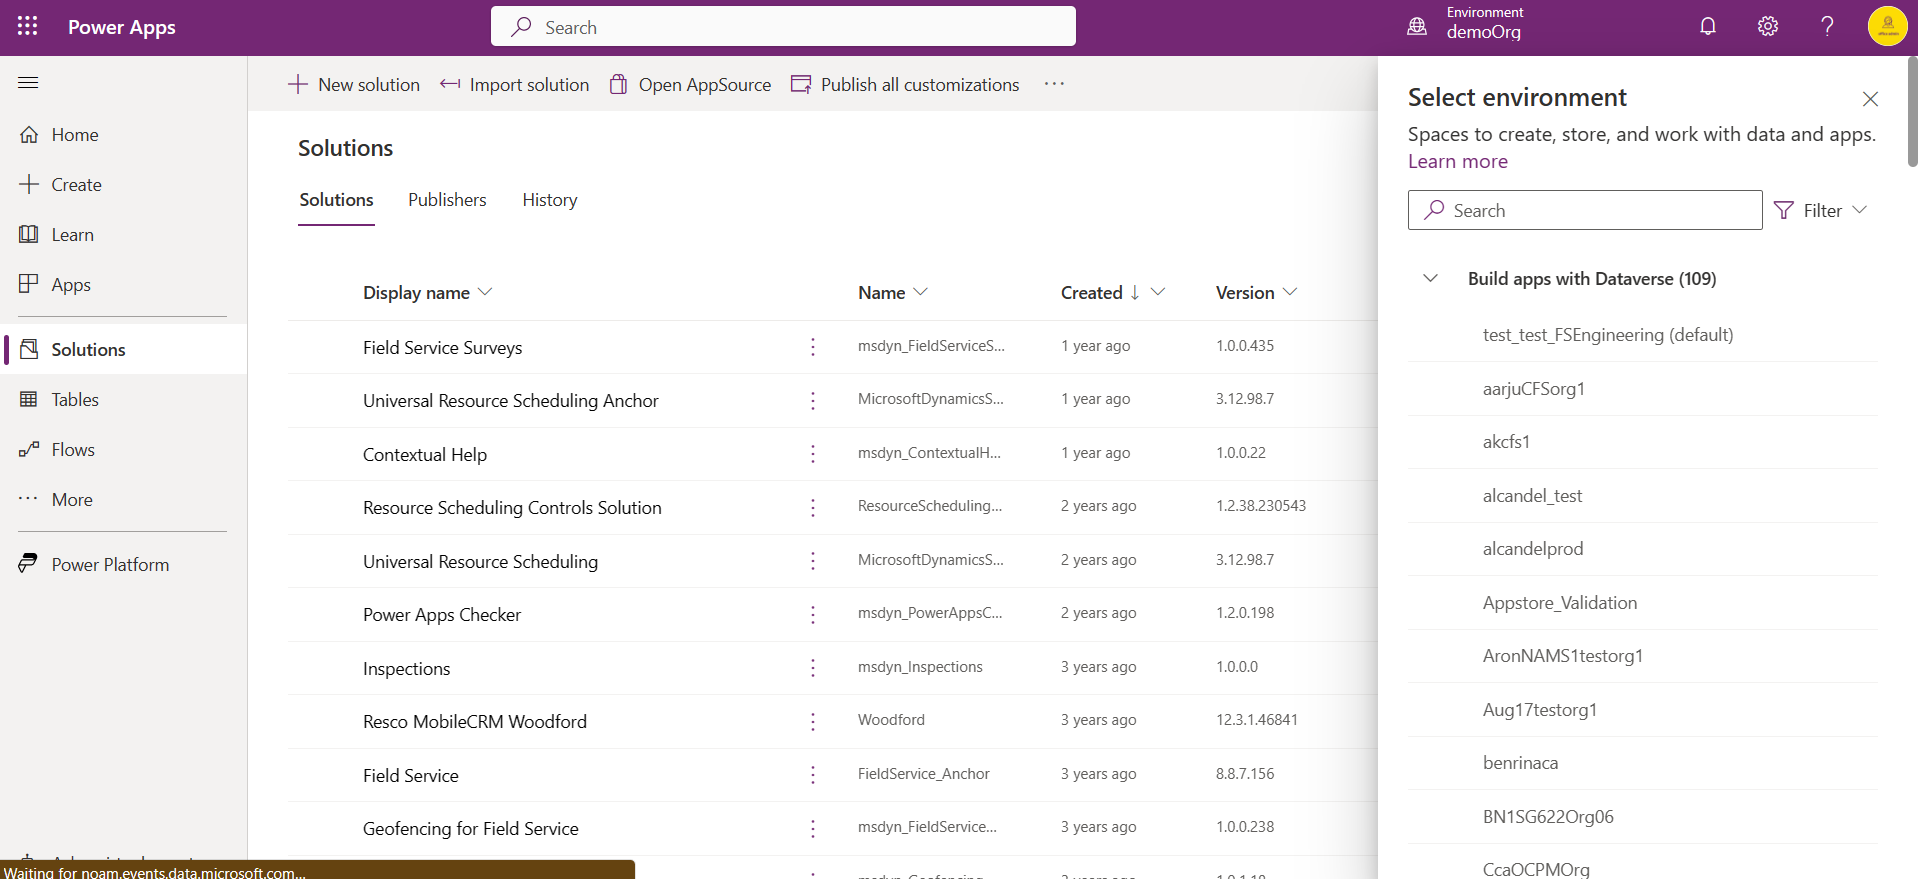 Power Apps
Search
Environment
demoOrg
New solution
Import solution
Open AppSource
Publish all customizations
Home
Create
Learn
Apps
Solutions
Tables
Flows
More
Power Platform
Solutions
Solutions Publishers History
Display name Name Created Version
Field Service Surveys msdyn_FieldServiceS... 1 year ago 1.0.0.435
Universal Resource Scheduling Anchor MicrosoftDynamicsS... 1 year ago 3.12.98.7
Contextual Help msdyn_ContextualH... 1 year ago 1.0.0.22
Resource Scheduling Controls Solution ResourceScheduling... 2 years ago 1.2.38.230543
Universal Resource Scheduling MicrosoftDynamicsS... 2 years ago 3.12.98.7
Power Apps Checker msdyn_PowerAppsC... 2 years ago 1.2.0.198
Inspections msdyn_Inspections 3 years ago 1.0.0.0
Resco MobileCRM Woodford Woodford 3 years ago 12.3.1.46841
Field Service FieldService_Anchor 3 years ago 8.8.7.156
Geofencing for Field Service msdyn_FieldService... 3 years ago 1.0.0.238
Select environment
Spaces to create, store, and work with data and apps.
Learn more
Search
Filter
Build apps with Dataverse (109)
test_test_FSEngineering (default)
aarjuCFSorg1
akcfs1
alcandel_test
alcandelprod
Appstore_Validation
AronNAMS1testorg1
Aug17testorg1
benrinaca
BN1SG622Org06
CcaOCPMOrg
Waiting for noam.events.data.microsoft.com...